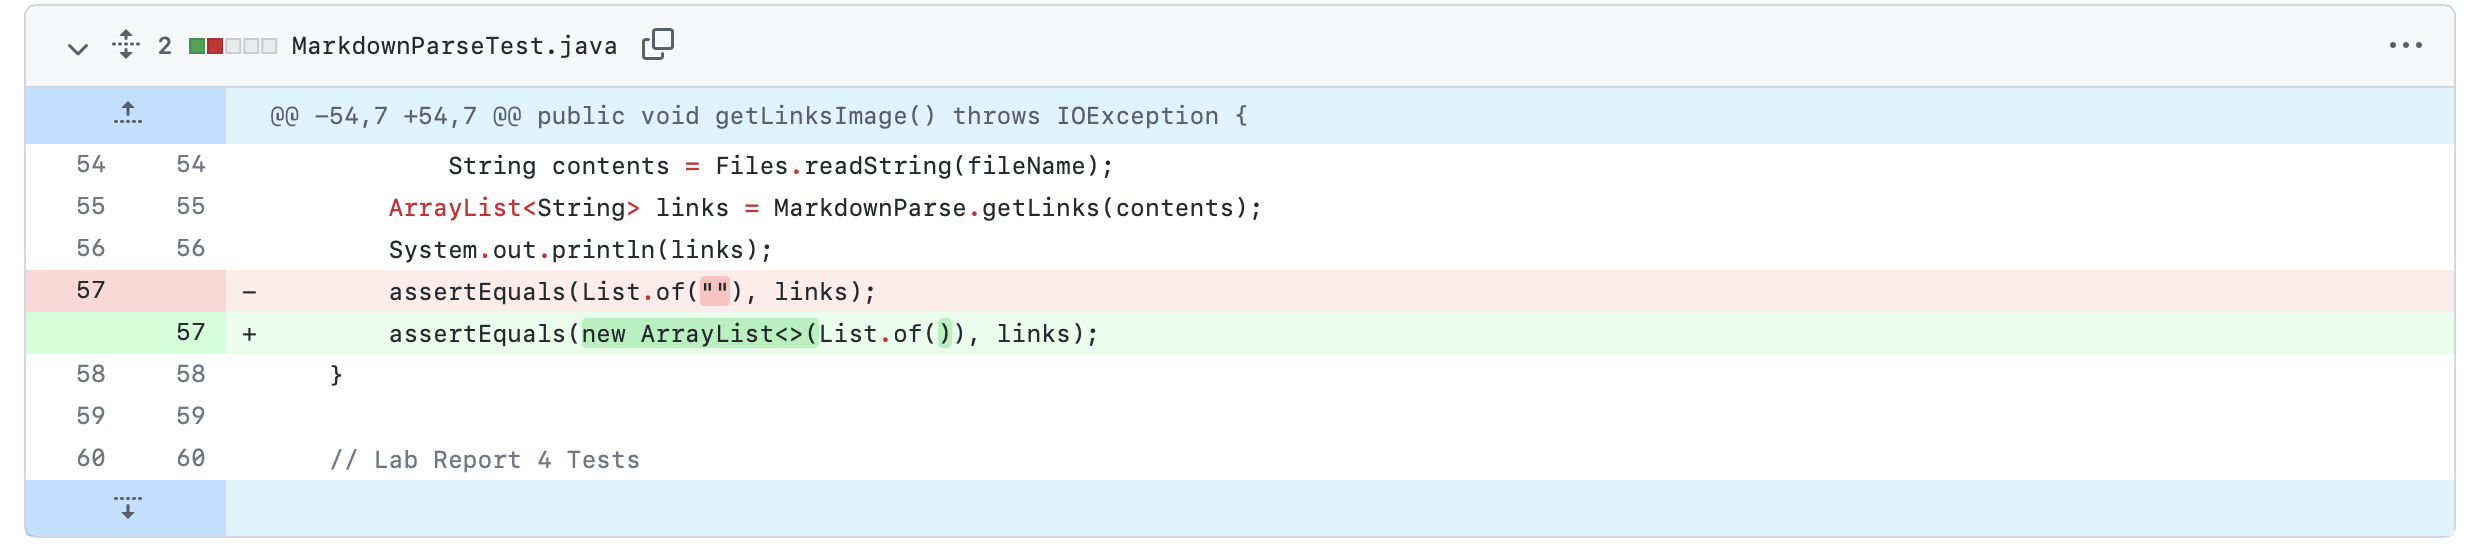 2 MarkdownParseTest.java
@@ -54,7 +54,7 @@ public void getLinksImage() throws IOException {
54 54 String contents = Files.readString(fileName);
55 55 ArrayList<String> links = MarkdownParse.getLinks(contents);
56 56 System.out.println(links);
57 - assertEquals(List.of(""), links);
57 + assertEquals(new ArrayList<>(List.of()), links);
58 58 }
59 59
60 60 // Lab Report 4 Tests